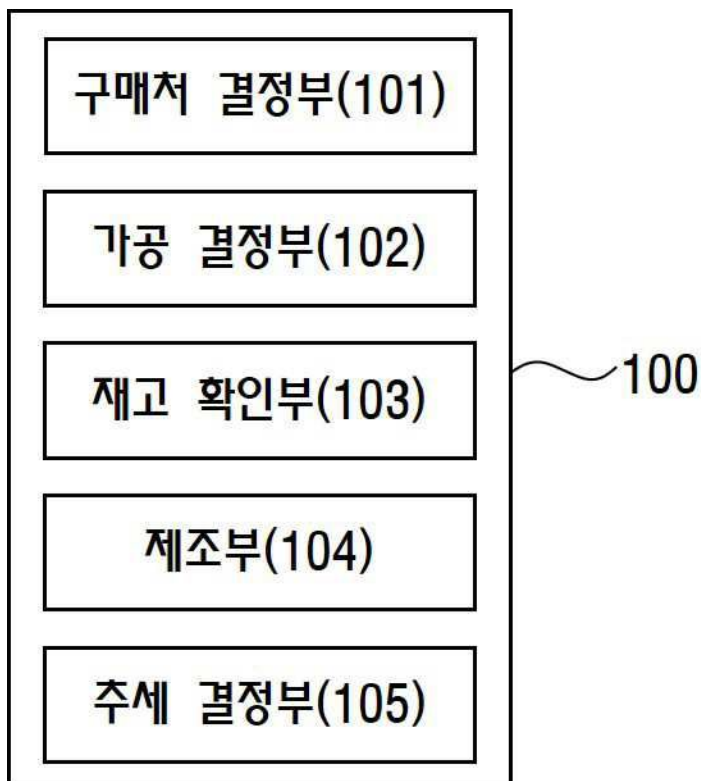 구매처 결정부(101)
가공 결정부(102)
재고 확인부(103)
100
제조부(104)
추세 결정부(105)